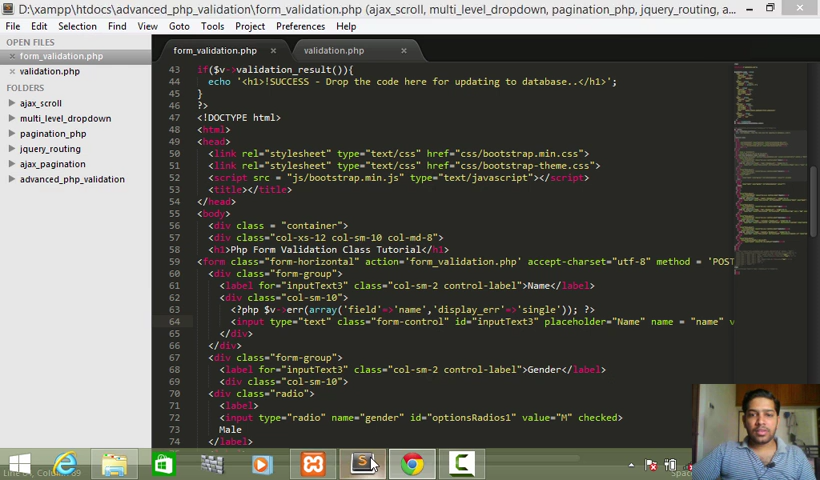 D:\xampp\htdocs\advanced_php_validation\form_validation.php (ajax_scroll, multi_level_dropdown, pagination_php, jquery_routing, a...
File Edit Selection Find View Goto Tools Project Preferences Help
OPEN FILES
form_validation.php
validation.php
FOLDERS
ajax_scroll
multi_level_dropdown
pagination_php
jquery_routing
ajax_pagination
advanced_php_validation
form_validation.php
validation.php
43 if($v->validation_result()){
44 echo '<h1>!SUCCESS - Drop the code here for updating to database..</h1>';
45 }
46 ?>
47 <!DOCTYPE html>
48 <html>
49 <head>
50 <link rel="stylesheet" type="text/css" href="css/bootstrap.min.css">
51 <link rel="stylesheet" type="text/css" href="css/bootstrap-theme.css">
52 <script src = "js/bootstrap.min.js" type="text/javascript"></script>
53 <title></title>
54 </head>
55 <body>
56 <div class = "container">
57 <div class="col-xs-12 col-sm-10 col-md-8">
58 <h1>Php Form Validation Class Tutorial</h1>
59 <form class="form-horizontal" action='form_validation.php' accept-charset="utf-8" method = 'POST
60 <div class="form-group">
61 <label for="inputText3" class="col-sm-2 control-label">Name</label>
62 <div class="col-sm-10">
63 <?php $v->err(array('field'=>'name','display_err'=>'single')); ?>
64 <input type="text" class="form-control" id="inputText3" placeholder="Name" name = "name" v
65 </div>
66 </div>
67 <div class="form-group">
68 <label for="inputText3" class="col-sm-2 control-label">Gender</label>
69 <div class="col-sm-10">
70 <div class="radio">
71 <label>
72 <input type="radio" name="gender" id="optionsRadios1" value="M" checked>
73 Male
74 </label>